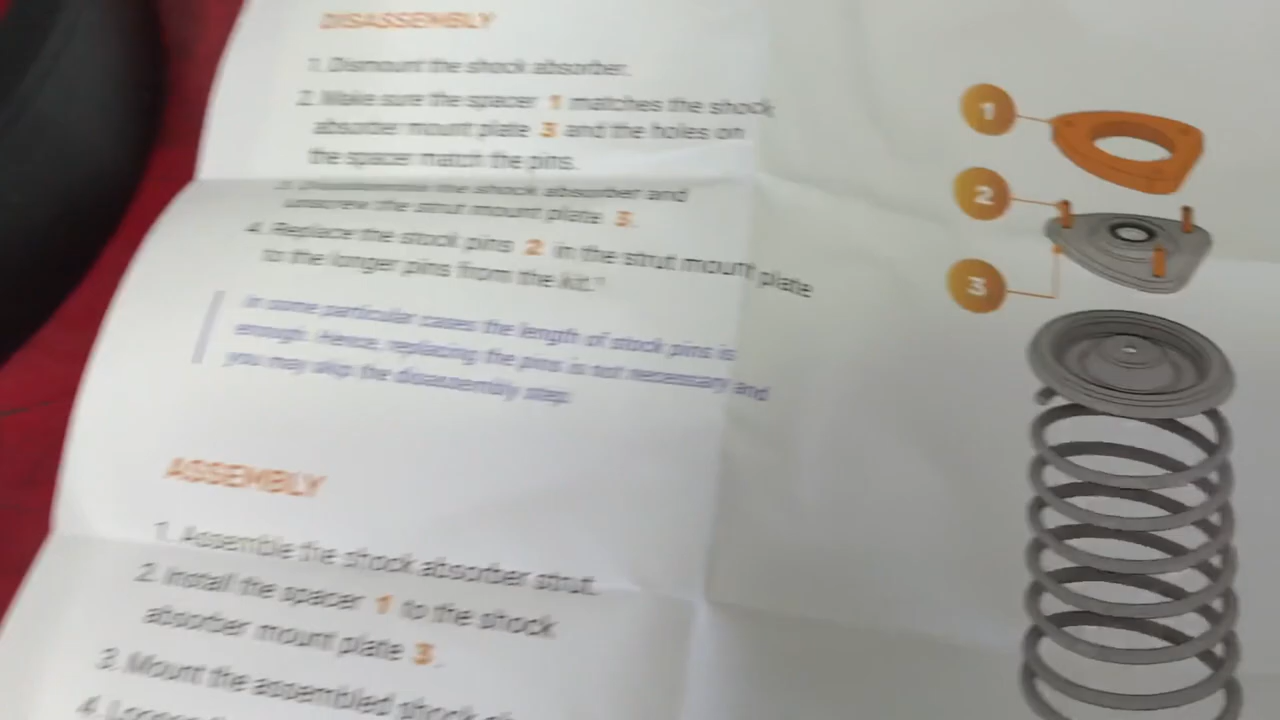 DISASSEMBLY
1. Dismount the shock absorber.
2. Make sure the spacer 1 matches the shock
absorber mount plate 3 and the holes on
the spacer match the pins.
the shock absorber and
unscrew the strut mount plate 3.
4. Replace the stock pins 2 in the strut mount plate
to the longer pins from the kit.*
In some particular cases the length of stock pins is
enough. Hence, replacing the pins is not necessary and
you may skip the disassembly step.
ASSEMBLY
1. Assemble the shock absorber strut.
2. Install the spacer 1 to the shock
absorber mount plate 3.
3. Mount the assembled shock
4.
1
2
3